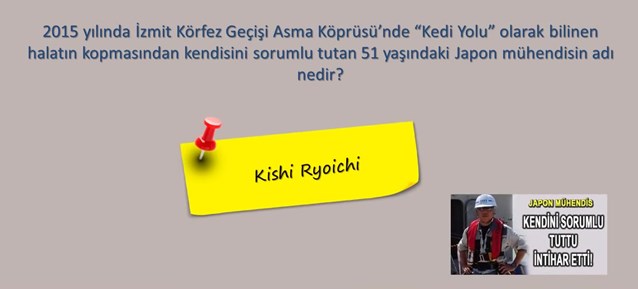 2015 yılında İzmit Körfez Geçişi Asma Köprüsü’nde “Kedi Yolu” olarak bilinen
halatın kopmasından kendisini sorumlu tutan 51 yaşındaki Japon mühendisin adı
nedir?
Kishi Ryoichi
JAPON MÜHENDİS
KENDİNİ SORUMLU
TUTTU
İNTİHAR ETTİ!